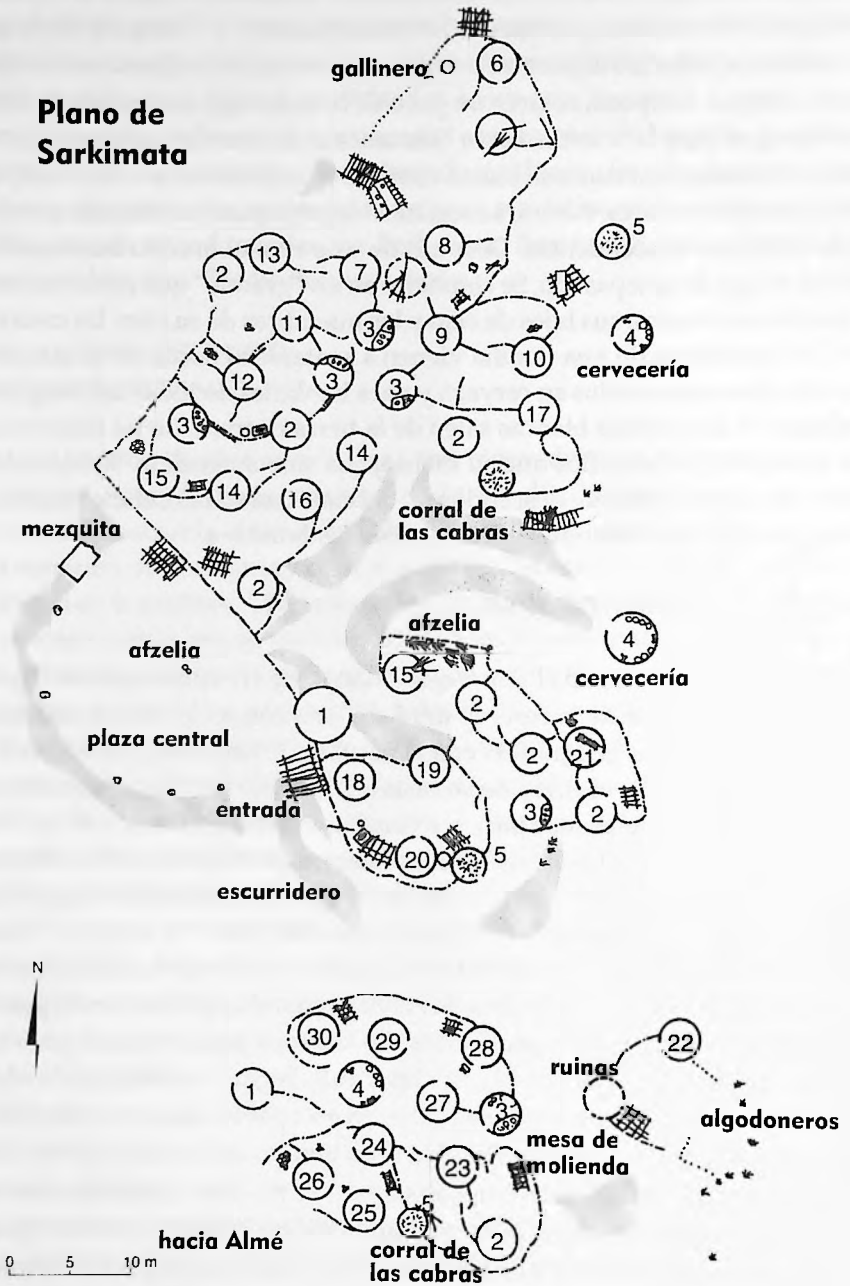 Plano de
Sarkimata
gallinero
6
5
8
13
2
7
11
3
9
4
cervecería
12
3
3
10
17
3
2
2
14
15
14
16
corral de
las cabras
mezquita
2
afzelia
4
cervecería
afzelia
15
2
1
plaza central
2
21
18
19
3
2
entrada
20
5
escurridero
N
30
29
28
22
ruinas
4
1
27
3
algodoneros
mesa de
molienda
24
23
26
25
5
2
hacia Almé
corral de
las cabras
0 5 10 m